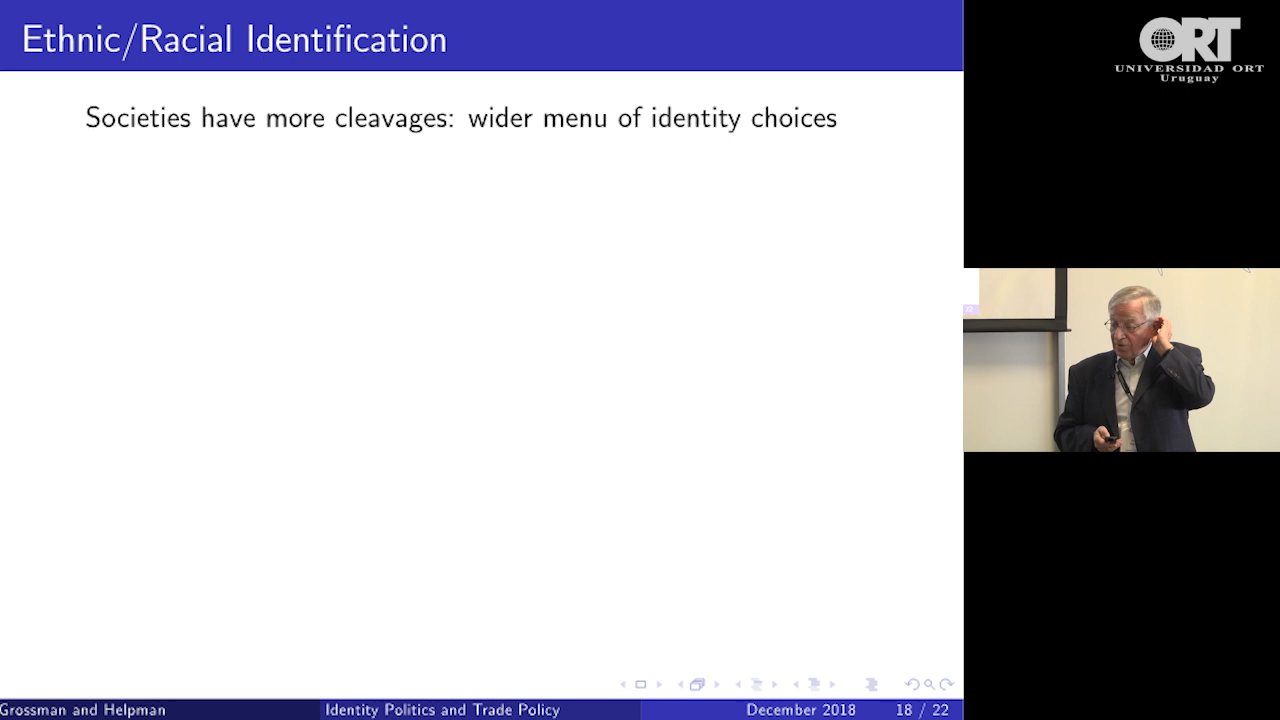 Ethnic/Racial Identification
Societies have more cleavages: wider menu of identity choices
Grossman and Helpman
Identity Politics and Trade Policy
December 2018
18 / 22
ORT
UNIVERSIDAD ORT
Uruguay